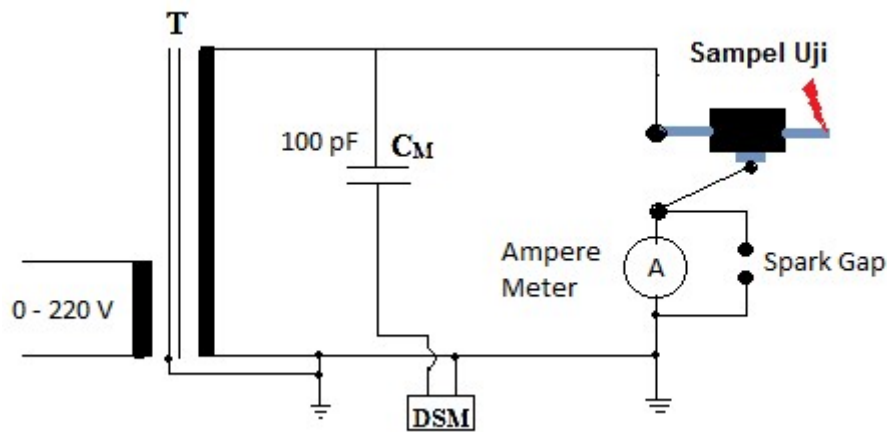 T
Sampel Uji
100 pF
CM
Ampere
Meter
A
Spark Gap
0 - 220 V
DSM